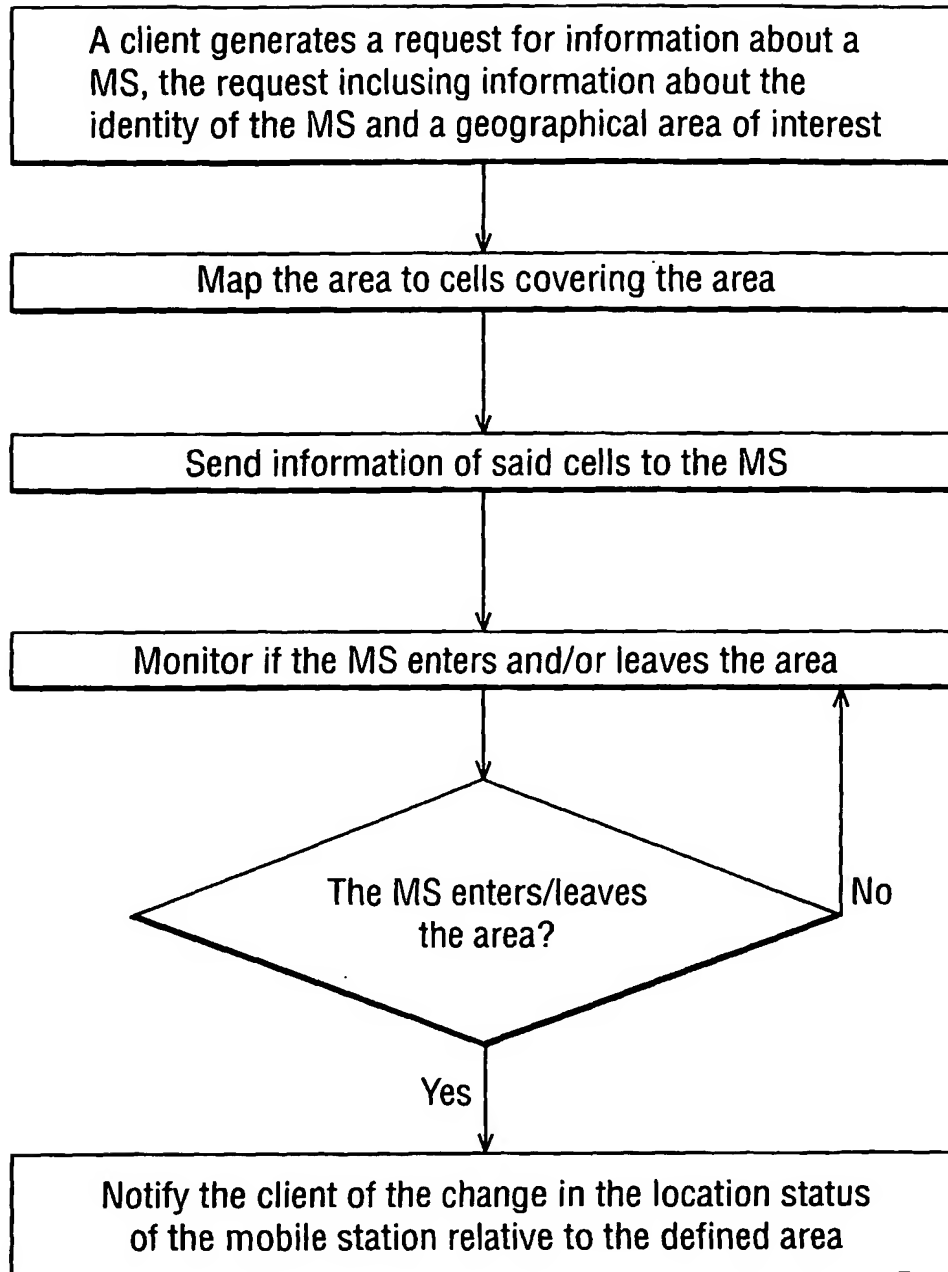 A client generates a request for information about a
MS, the request inclusing information about the
identity of the MS and a geographical area of interest
Map the area to cells covering the area
Send information of said cells to the MS
Monitor if the MS enters and/or leaves the area
The MS enters/leaves
the area?
No
Yes
Notify the client of the change in the location status
of the mobile station relative to the defined area